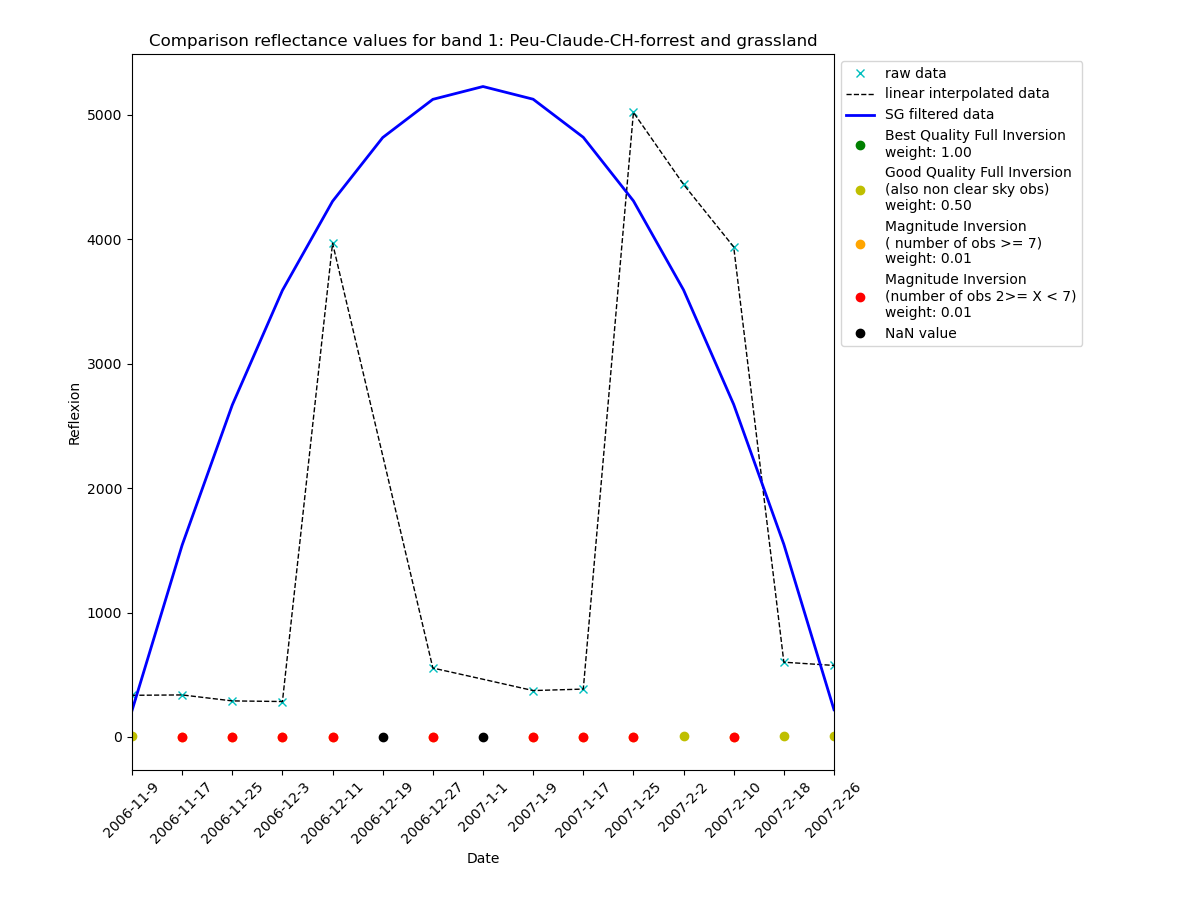 Comparison reflectance values for band 1: Peu-Claude-CH-forrest and grassland
raw data
linear interpolated data
SG filtered data
Best Quality Full Inversion
weight: 1.00
Good Quality Full Inversion
(also non clear sky obs)
weight: 0.50
Magnitude Inversion
( number of obs >= 7)
weight: 0.01
Magnitude Inversion
(number of obs 2>= X < 7)
weight: 0.01
NaN value
Reflexion
5000
4000
3000
2000
1000
0
2006-11-9
2006-11-17
2006-11-25
2006-12-3
2006-12-11
2006-12-19
2006-12-27
2007-1-1
2007-1-9
2007-1-17
2007-1-25
2007-2-2
2007-2-10
2007-2-18
2007-2-26
Date